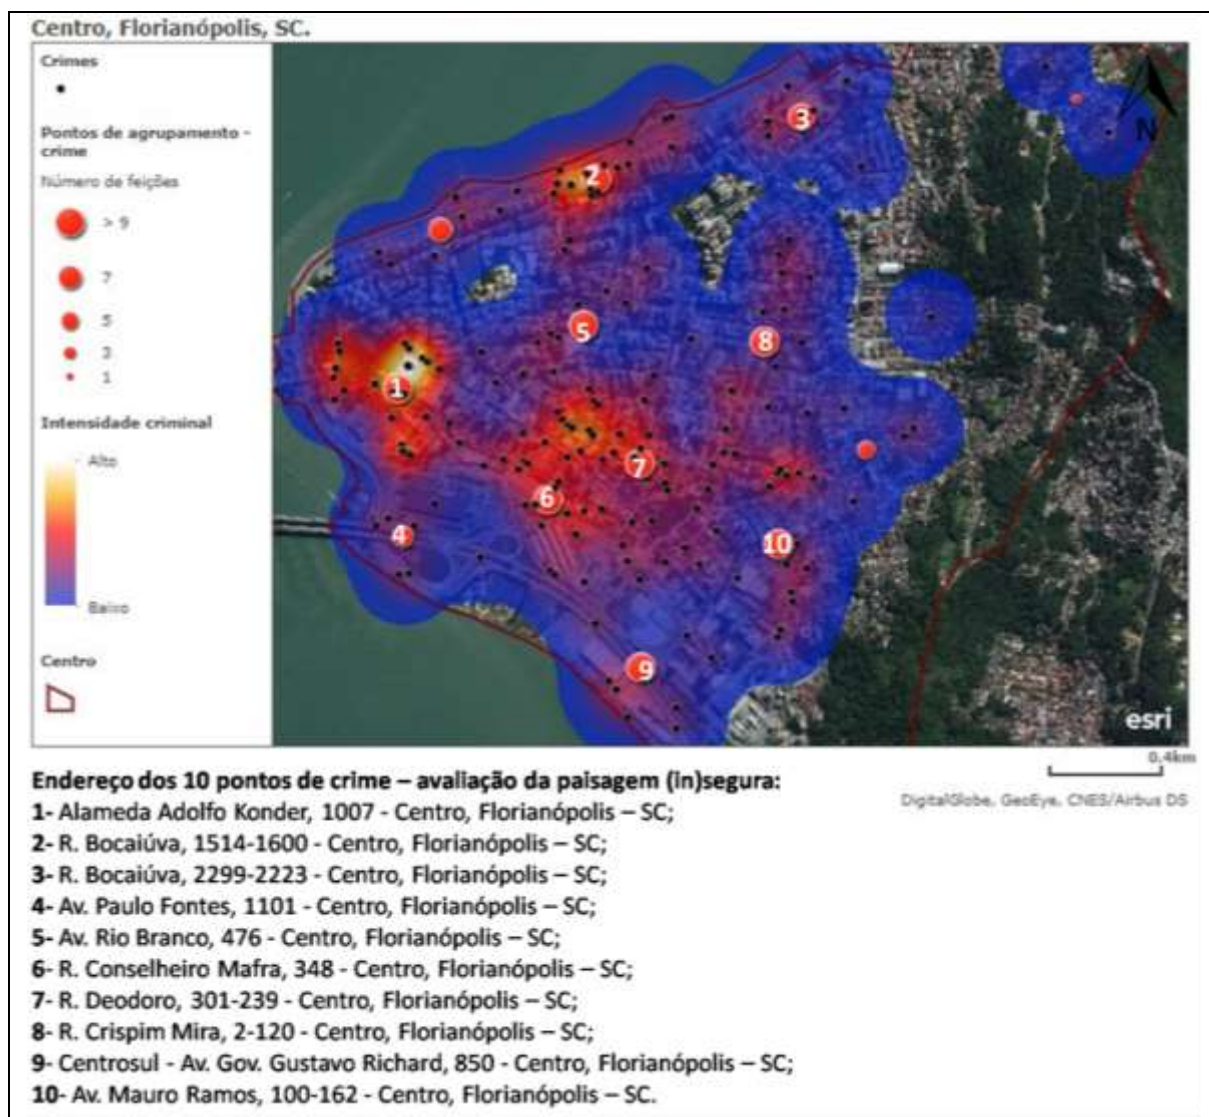 Centro, Florianópolis, SC.
Crimes
Pontos de agrupamento -
crime
Número de feições
> 9
7
5
3
1
Intensidade criminal
Alto
Baixo
Centro
N
3
2
5
8
1
7
6
4
10
9
esri
0.4km
DigitalGlobe, GeoEye, CNES/Airbus DS
Endereço dos 10 pontos de crime – avaliação da paisagem (in)segura:
1- Alameda Adolfo Konder, 1007 - Centro, Florianópolis – SC;
2- R. Bocaiúva, 1514-1600 - Centro, Florianópolis – SC;
3- R. Bocaiúva, 2299-2223 - Centro, Florianópolis – SC;
4- Av. Paulo Fontes, 1101 - Centro, Florianópolis – SC;
5- Av. Rio Branco, 476 - Centro, Florianópolis – SC;
6- R. Conselheiro Mafra, 348 - Centro, Florianópolis – SC;
7- R. Deodoro, 301-239 - Centro, Florianópolis – SC;
8- R. Crispim Mira, 2-120 - Centro, Florianópolis – SC;
9- Centrosul - Av. Gov. Gustavo Richard, 850 - Centro, Florianópolis – SC;
10- Av. Mauro Ramos, 100-162 - Centro, Florianópolis – SC.